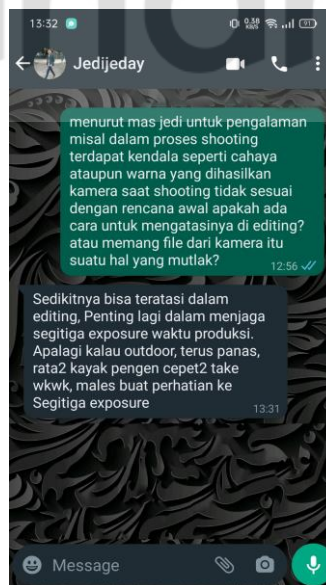 13:32
0.38 KB/S
Jedijeday
menurut mas jedi untuk pengalaman
misal dalam proses shooting
terdapat kendala seperti cahaya
ataupun warna yang dihasilkan
kamera saat shooting tidak sesuai
dengan rencana awal apakah ada
cara untuk mengatasinya di editing?
atau memang file dari kamera itu
suatu hal yang mutlak?
12:56
Sedikitnya bisa teratasi dalam
editing, Penting lagi dalam menjaga
segitiga exposure waktu produksi.
Apalagi kalau outdoor, terus panas,
rata2 kayak pengen cepet2 take
wkwk, males buat perhatian ke
Segitiga exposure
13:31
Message